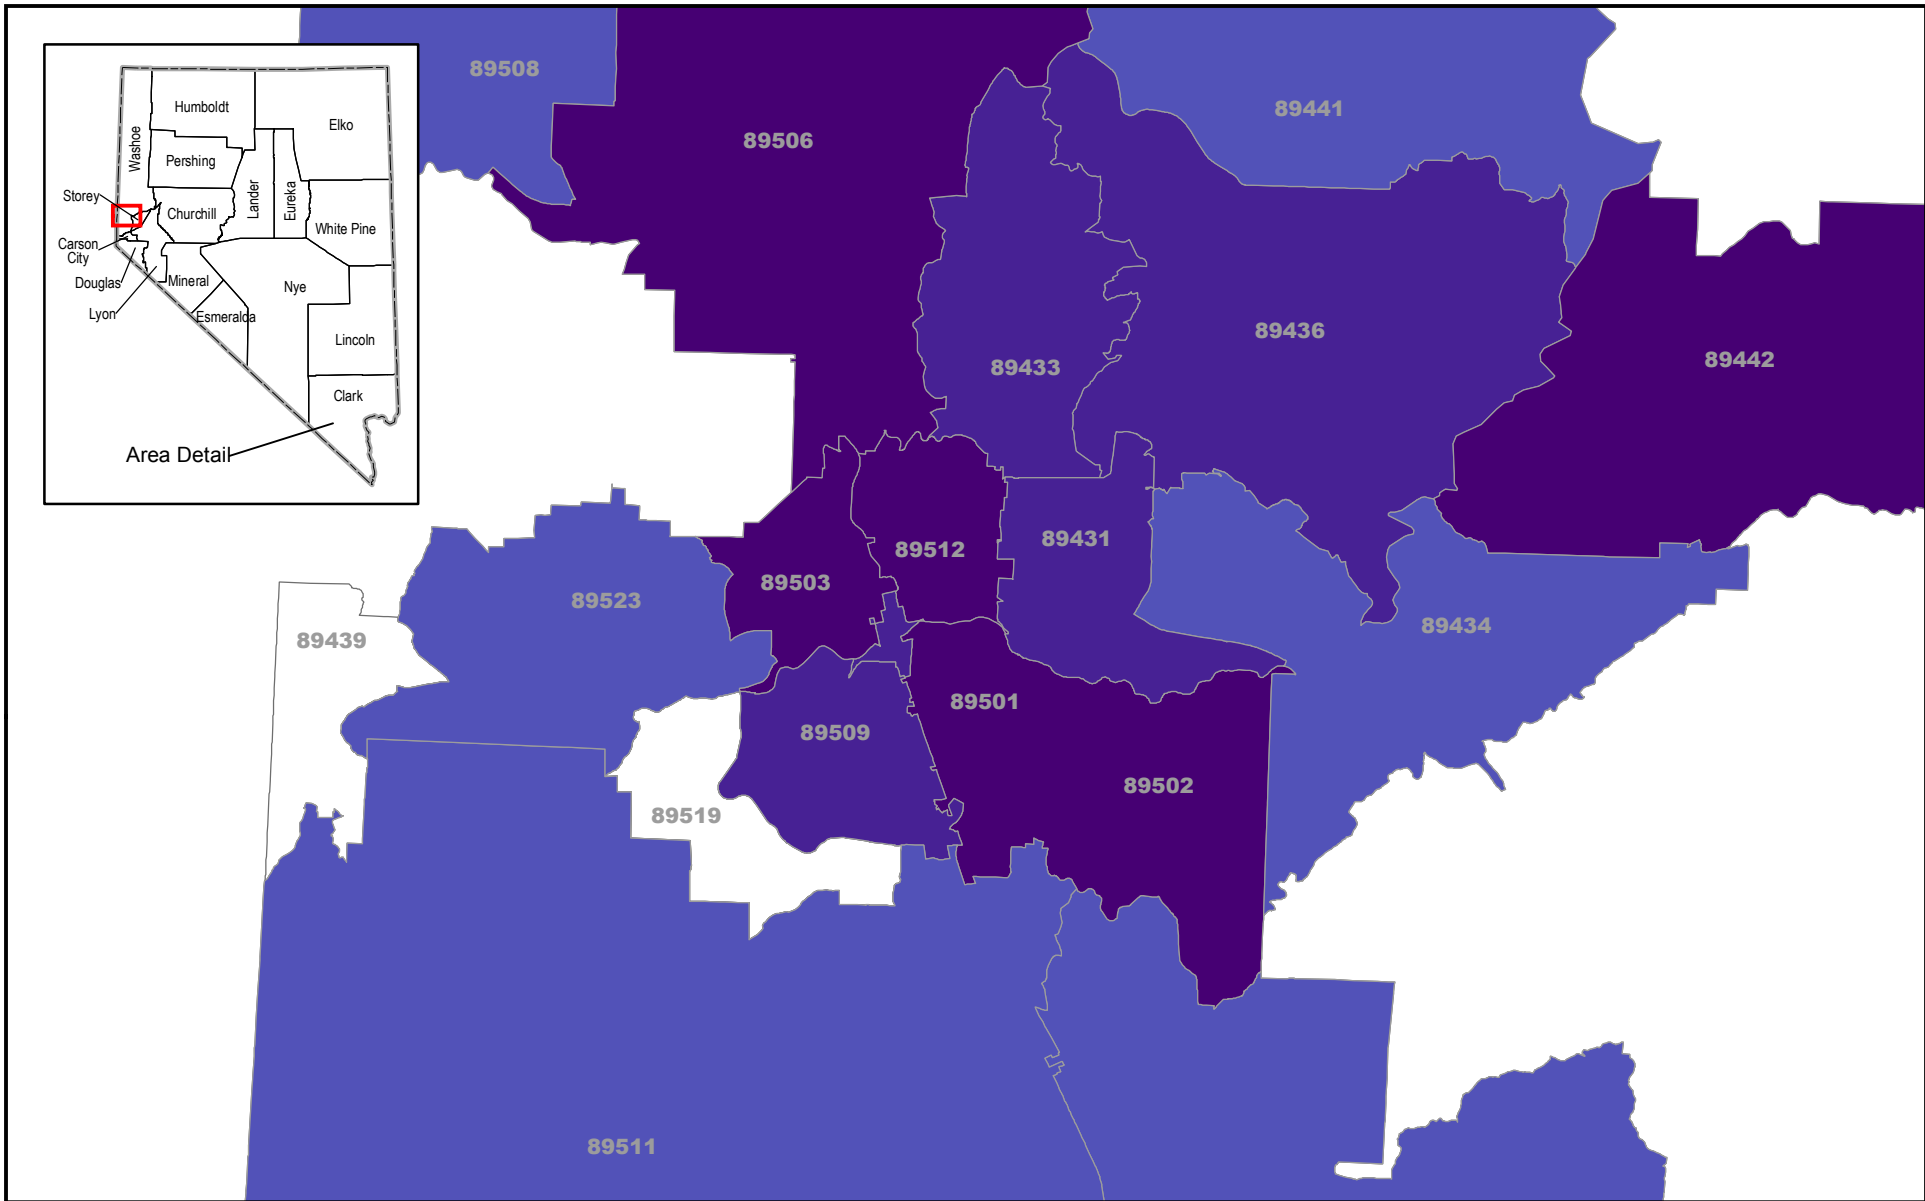 89508
89441
Humboldt
Elko
Washoe
89506
Pershing
Storey
Lander
Eureka
Churchill
White Pine
Carson
City
Douglas
Mineral
Nye
Lyon
Esmeralda
Lincoln
89436
89442
89433
Clark
Area Detail
89431
89512
89503
89523
89434
89439
89501
89509
89502
89519
89511